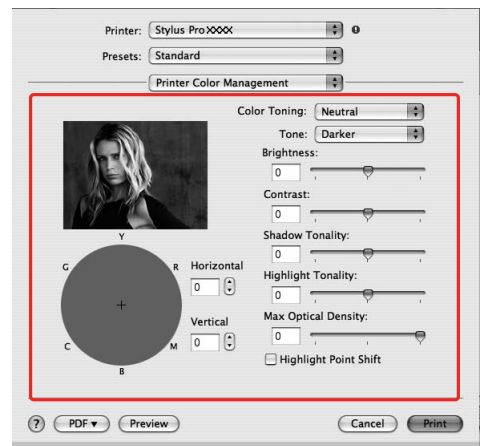 Printer: Stylus Pro XXXX
Presets: Standard
Printer Color Management
Color Toning: Neutral
Tone: Darker
Brightness:
0
Contrast:
0
Shadow Tonality:
0
Highlight Tonality:
0
Max Optical Density:
0
Highlight Point Shift
Y
G R
C M
B
Horizontal
0
Vertical
0
? PDF▼ Preview Cancel Print